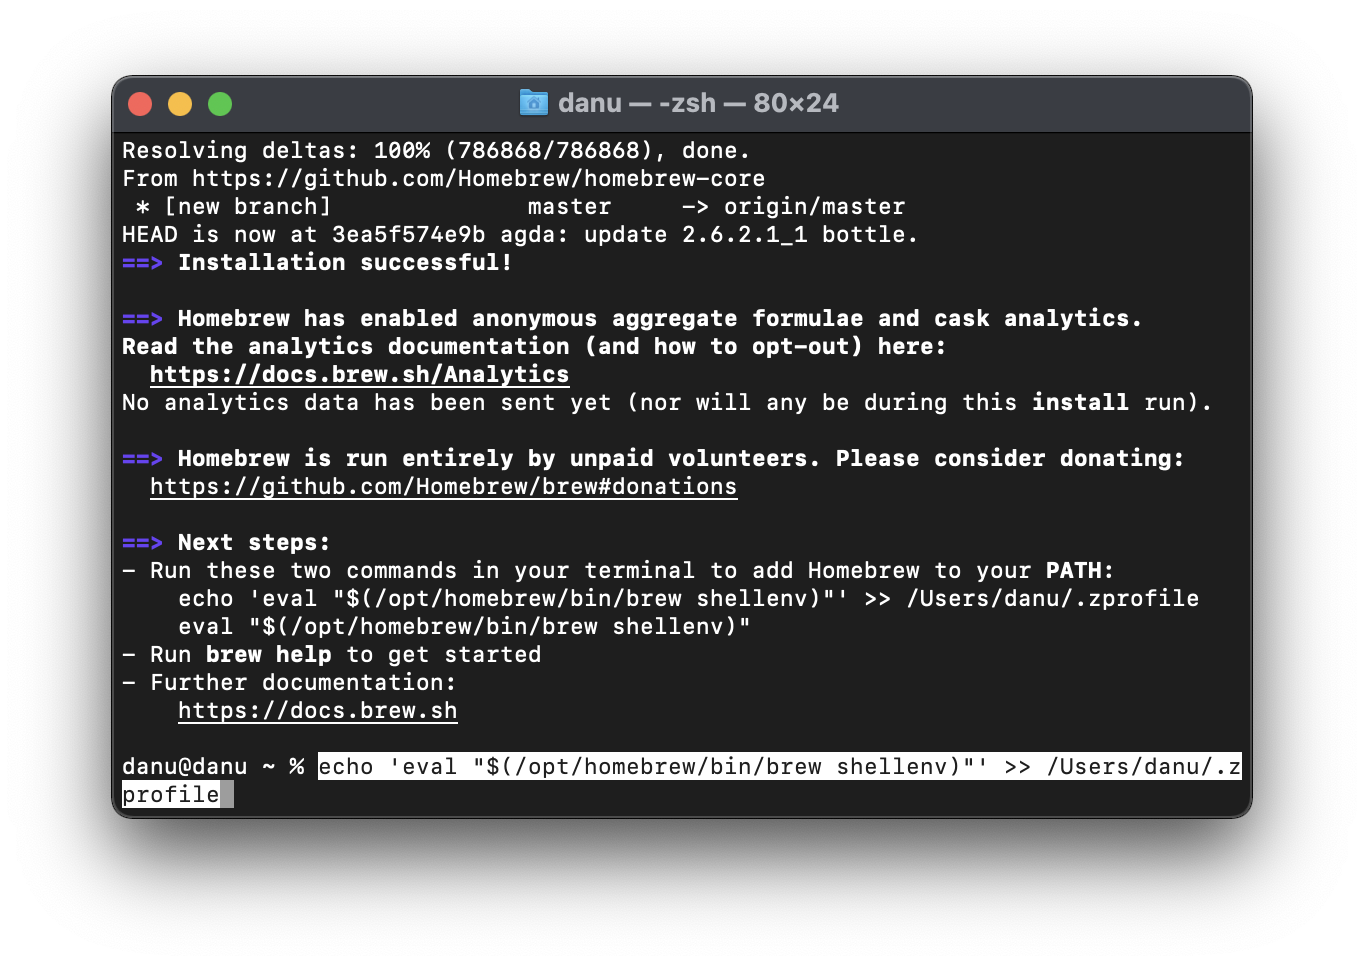 danu — -zsh — 80×24
Resolving deltas: 100% (786868/786868), done.
From https://github.com/Homebrew/homebrew-core
 * [new branch]              master     -> origin/master
HEAD is now at 3ea5f574e9b agda: update 2.6.2.1_1 bottle.
==> Installation successful!

==> Homebrew has enabled anonymous aggregate formulae and cask analytics.
Read the analytics documentation (and how to opt-out) here:
  https://docs.brew.sh/Analytics
No analytics data has been sent yet (nor will any be during this install run).

==> Homebrew is run entirely by unpaid volunteers. Please consider donating:
  https://github.com/Homebrew/brew#donations

==> Next steps:
- Run these two commands in your terminal to add Homebrew to your PATH:
    echo 'eval "$(/opt/homebrew/bin/brew shellenv)"' >> /Users/danu/.zprofile
    eval "$(/opt/homebrew/bin/brew shellenv)"
- Run brew help to get started
- Further documentation:
    https://docs.brew.sh

danu@danu ~ % echo 'eval "$(/opt/homebrew/bin/brew shellenv)"' >> /Users/danu/.z
profile